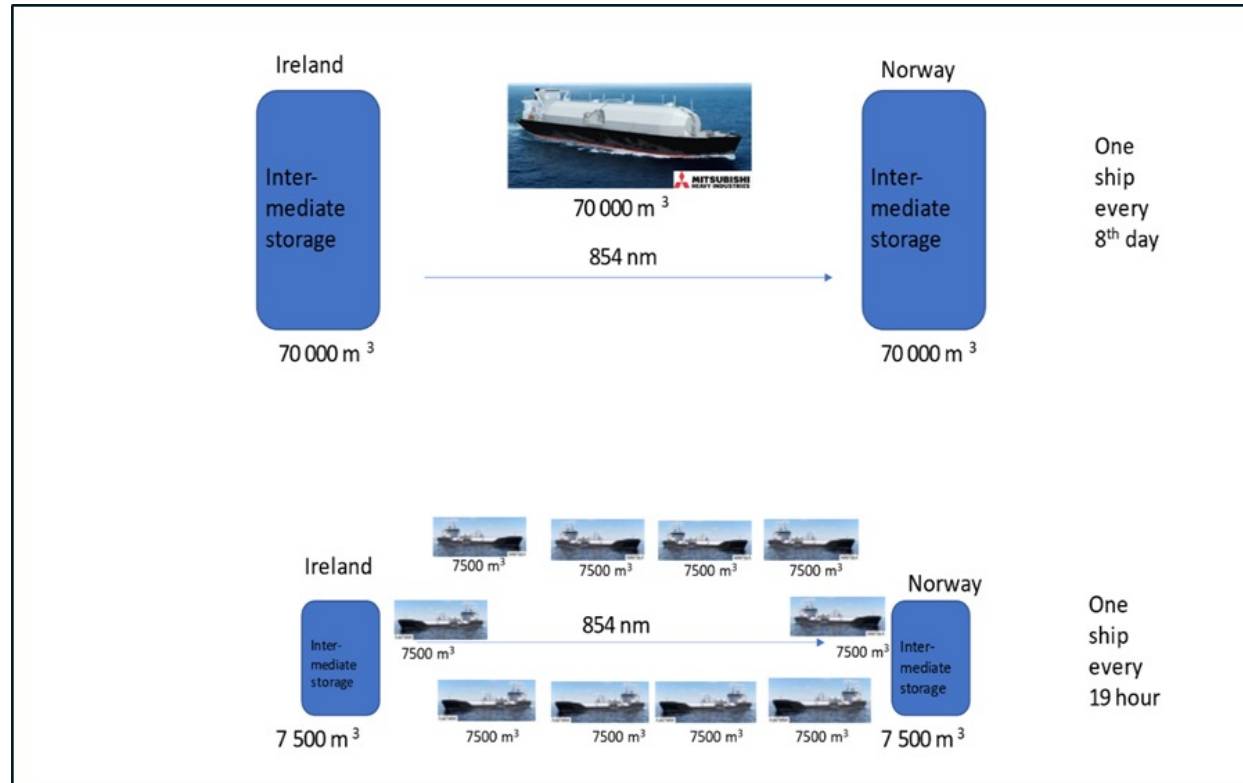 Ireland
Norway
Inter-
mediate
storage
MITSUBISHI
HEAVY INDUSTRIES
70 000 m 3
854 nm
Inter-
mediate
storage
One
ship
every
8th day
70 000 m 3
70 000 m 3
7500 m3
7500 m3
7500 m3
7500 m3
Ireland
Norway
Inter-
mediate
storage
7500 m3
854 nm
7500 m3
Inter-
mediate
storage
One
ship
every
19 hour
7500 m3
7500 m3
7500 m3
7500 m3
7 500 m3
7 500 m3